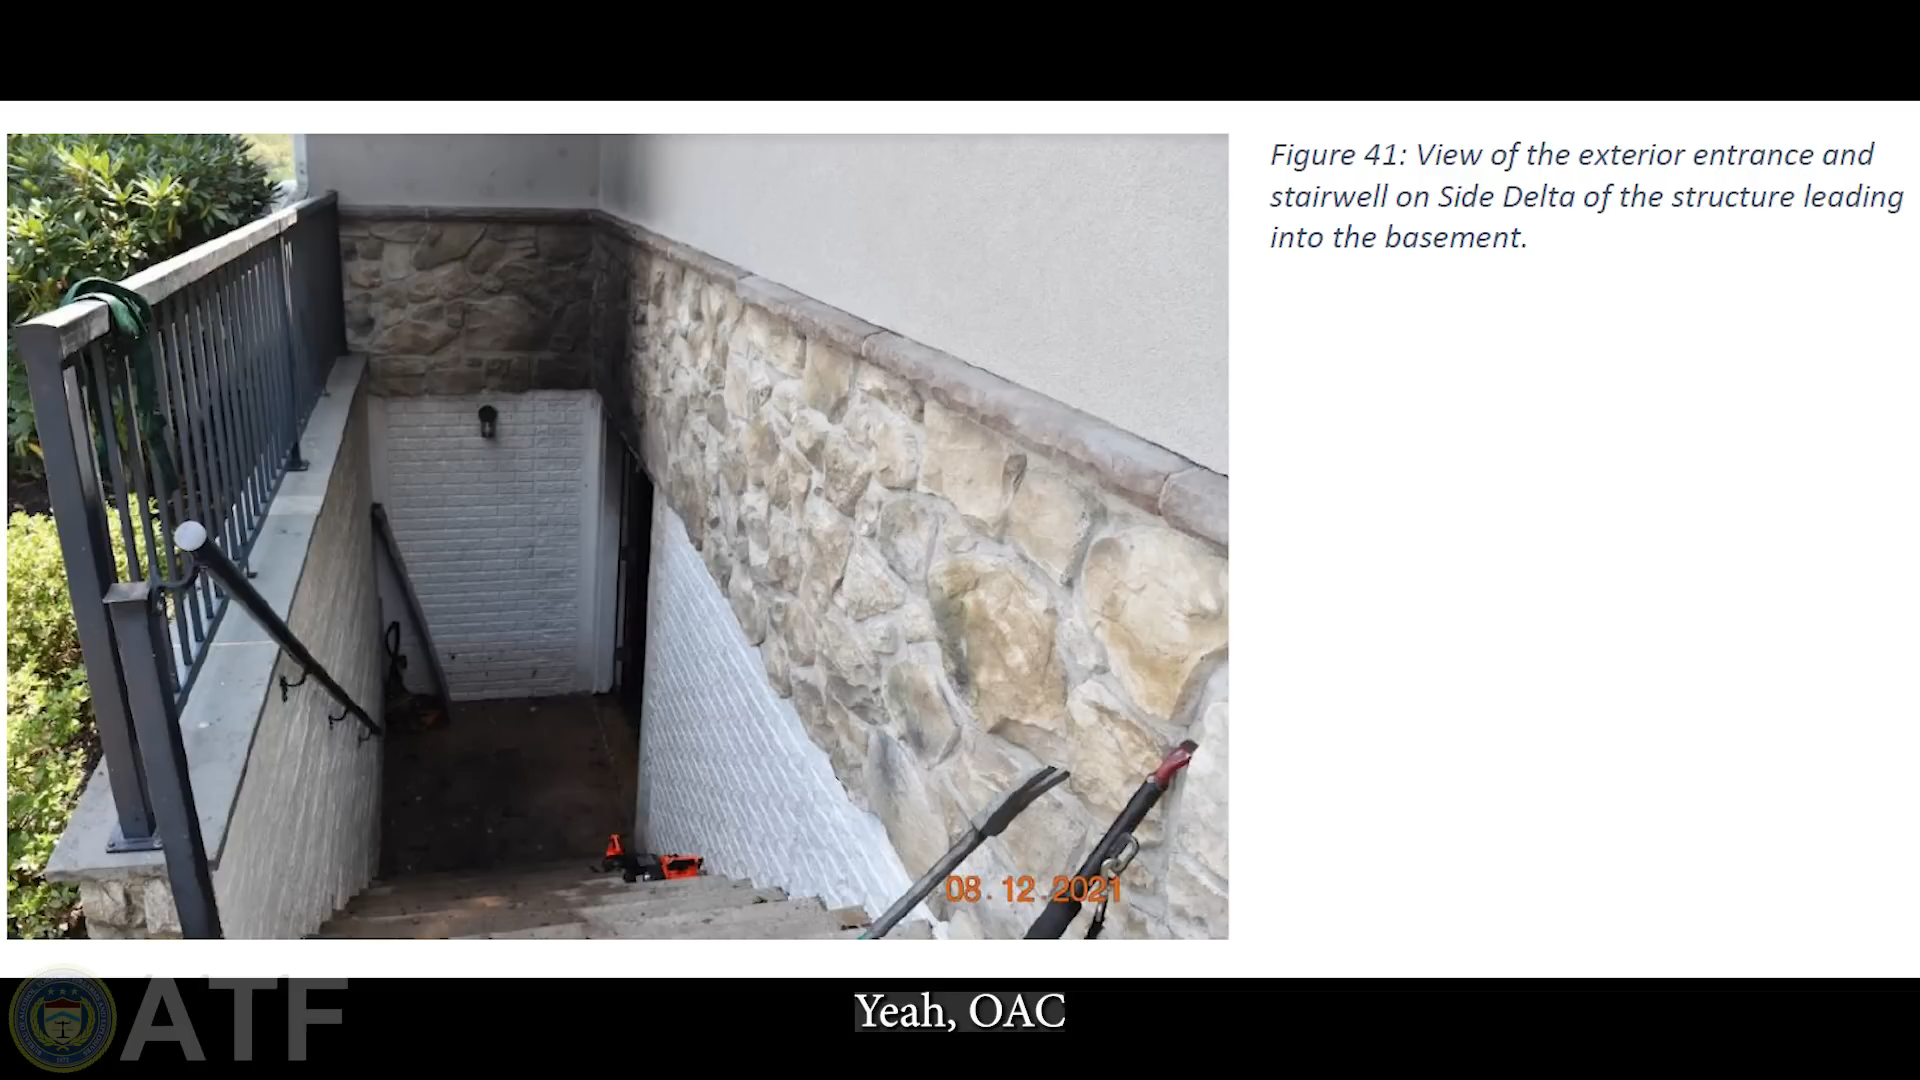 Figure 41: View of the exterior entrance and
stairwell on Side Delta of the structure leading
into the basement.
08.12.2021
ATF
Yeah, OAC